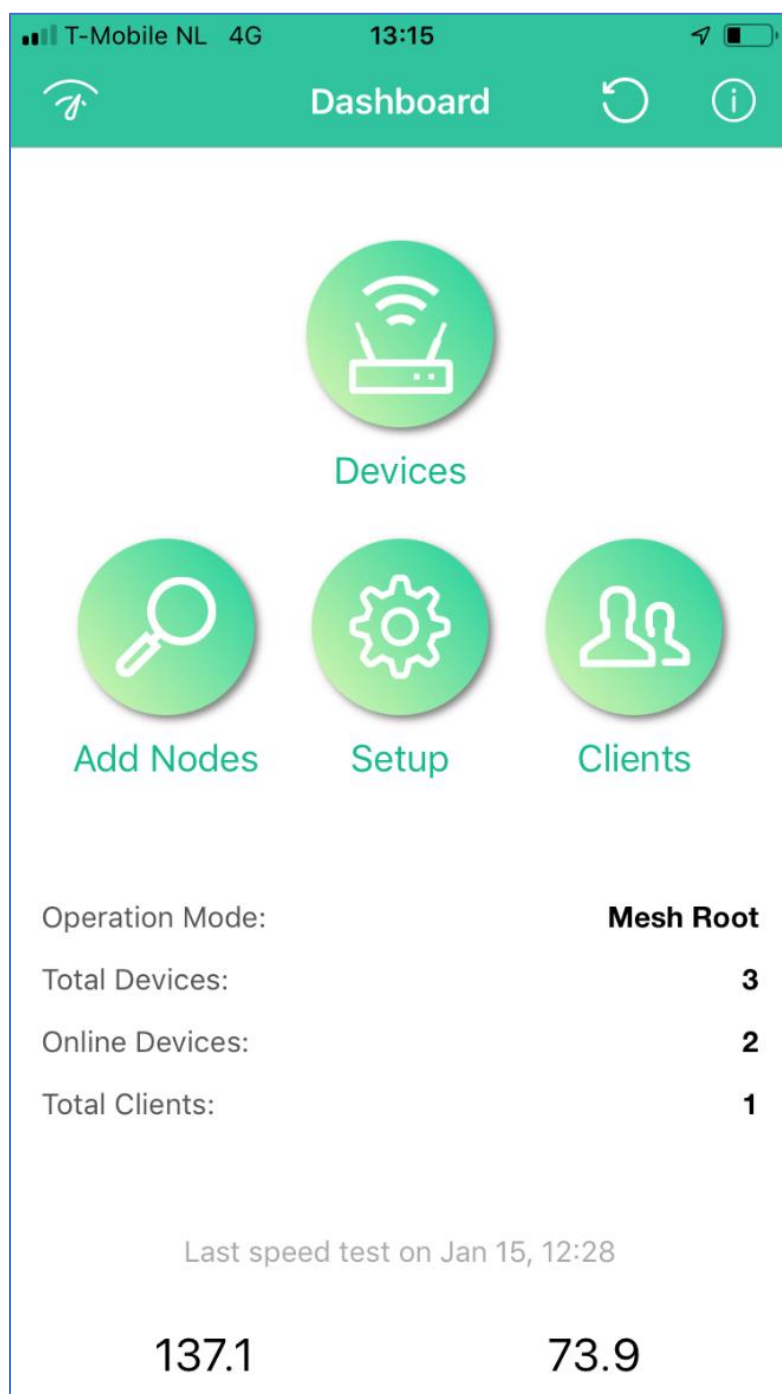 T-Mobile NL 4G 13:15
Dashboard
Devices
Add Nodes Setup Clients
Operation Mode: Mesh Root
Total Devices: 3
Online Devices: 2
Total Clients: 1
Last speed test on Jan 15, 12:28
137.1 73.9